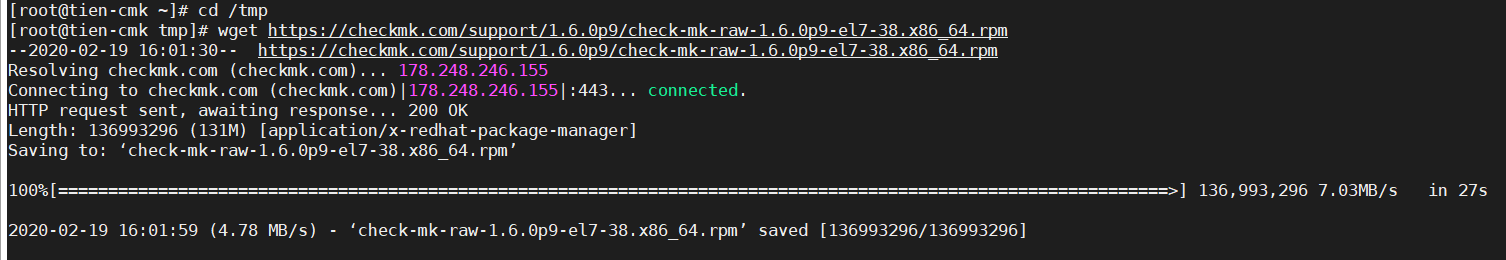 [root@tien-cmk ~]# cd /tmp
[root@tien-cmk tmp]# wget https://checkmk.com/support/1.6.0p9/check-mk-raw-1.6.0p9-el7-38.x86_64.rpm
--2020-02-19 16:01:30--  https://checkmk.com/support/1.6.0p9/check-mk-raw-1.6.0p9-el7-38.x86_64.rpm
Resolving checkmk.com (checkmk.com)... 178.248.246.155
Connecting to checkmk.com (checkmk.com)|178.248.246.155|:443... connected.
HTTP request sent, awaiting response... 200 OK
Length: 136993296 (131M) [application/x-redhat-package-manager]
Saving to: ‘check-mk-raw-1.6.0p9-el7-38.x86_64.rpm’
100%[===============================================================================================================>] 136,993,296 7.03MB/s   in 27s
2020-02-19 16:01:59 (4.78 MB/s) - ‘check-mk-raw-1.6.0p9-el7-38.x86_64.rpm’ saved [136993296/136993296]